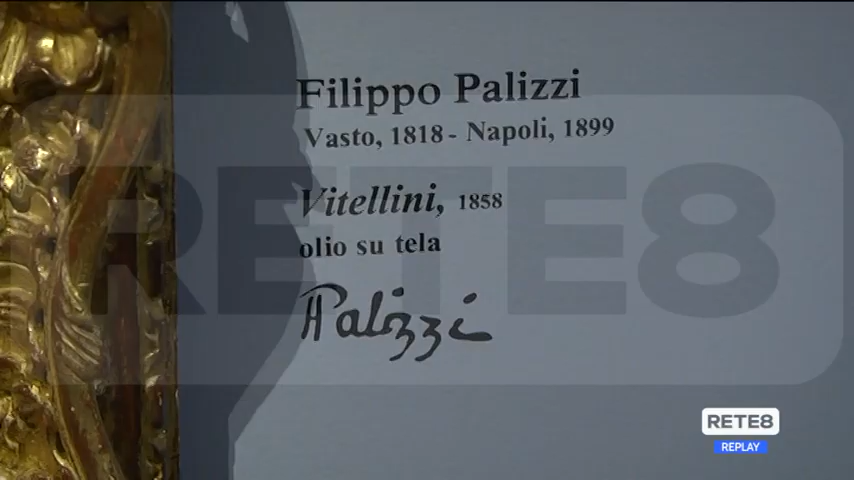 Filippo Palizzi
Vasto, 1818 - Napoli, 1899
Vitellini, 1858
olio su tela
Palizzi
RETE8
RETE8
REPLAY